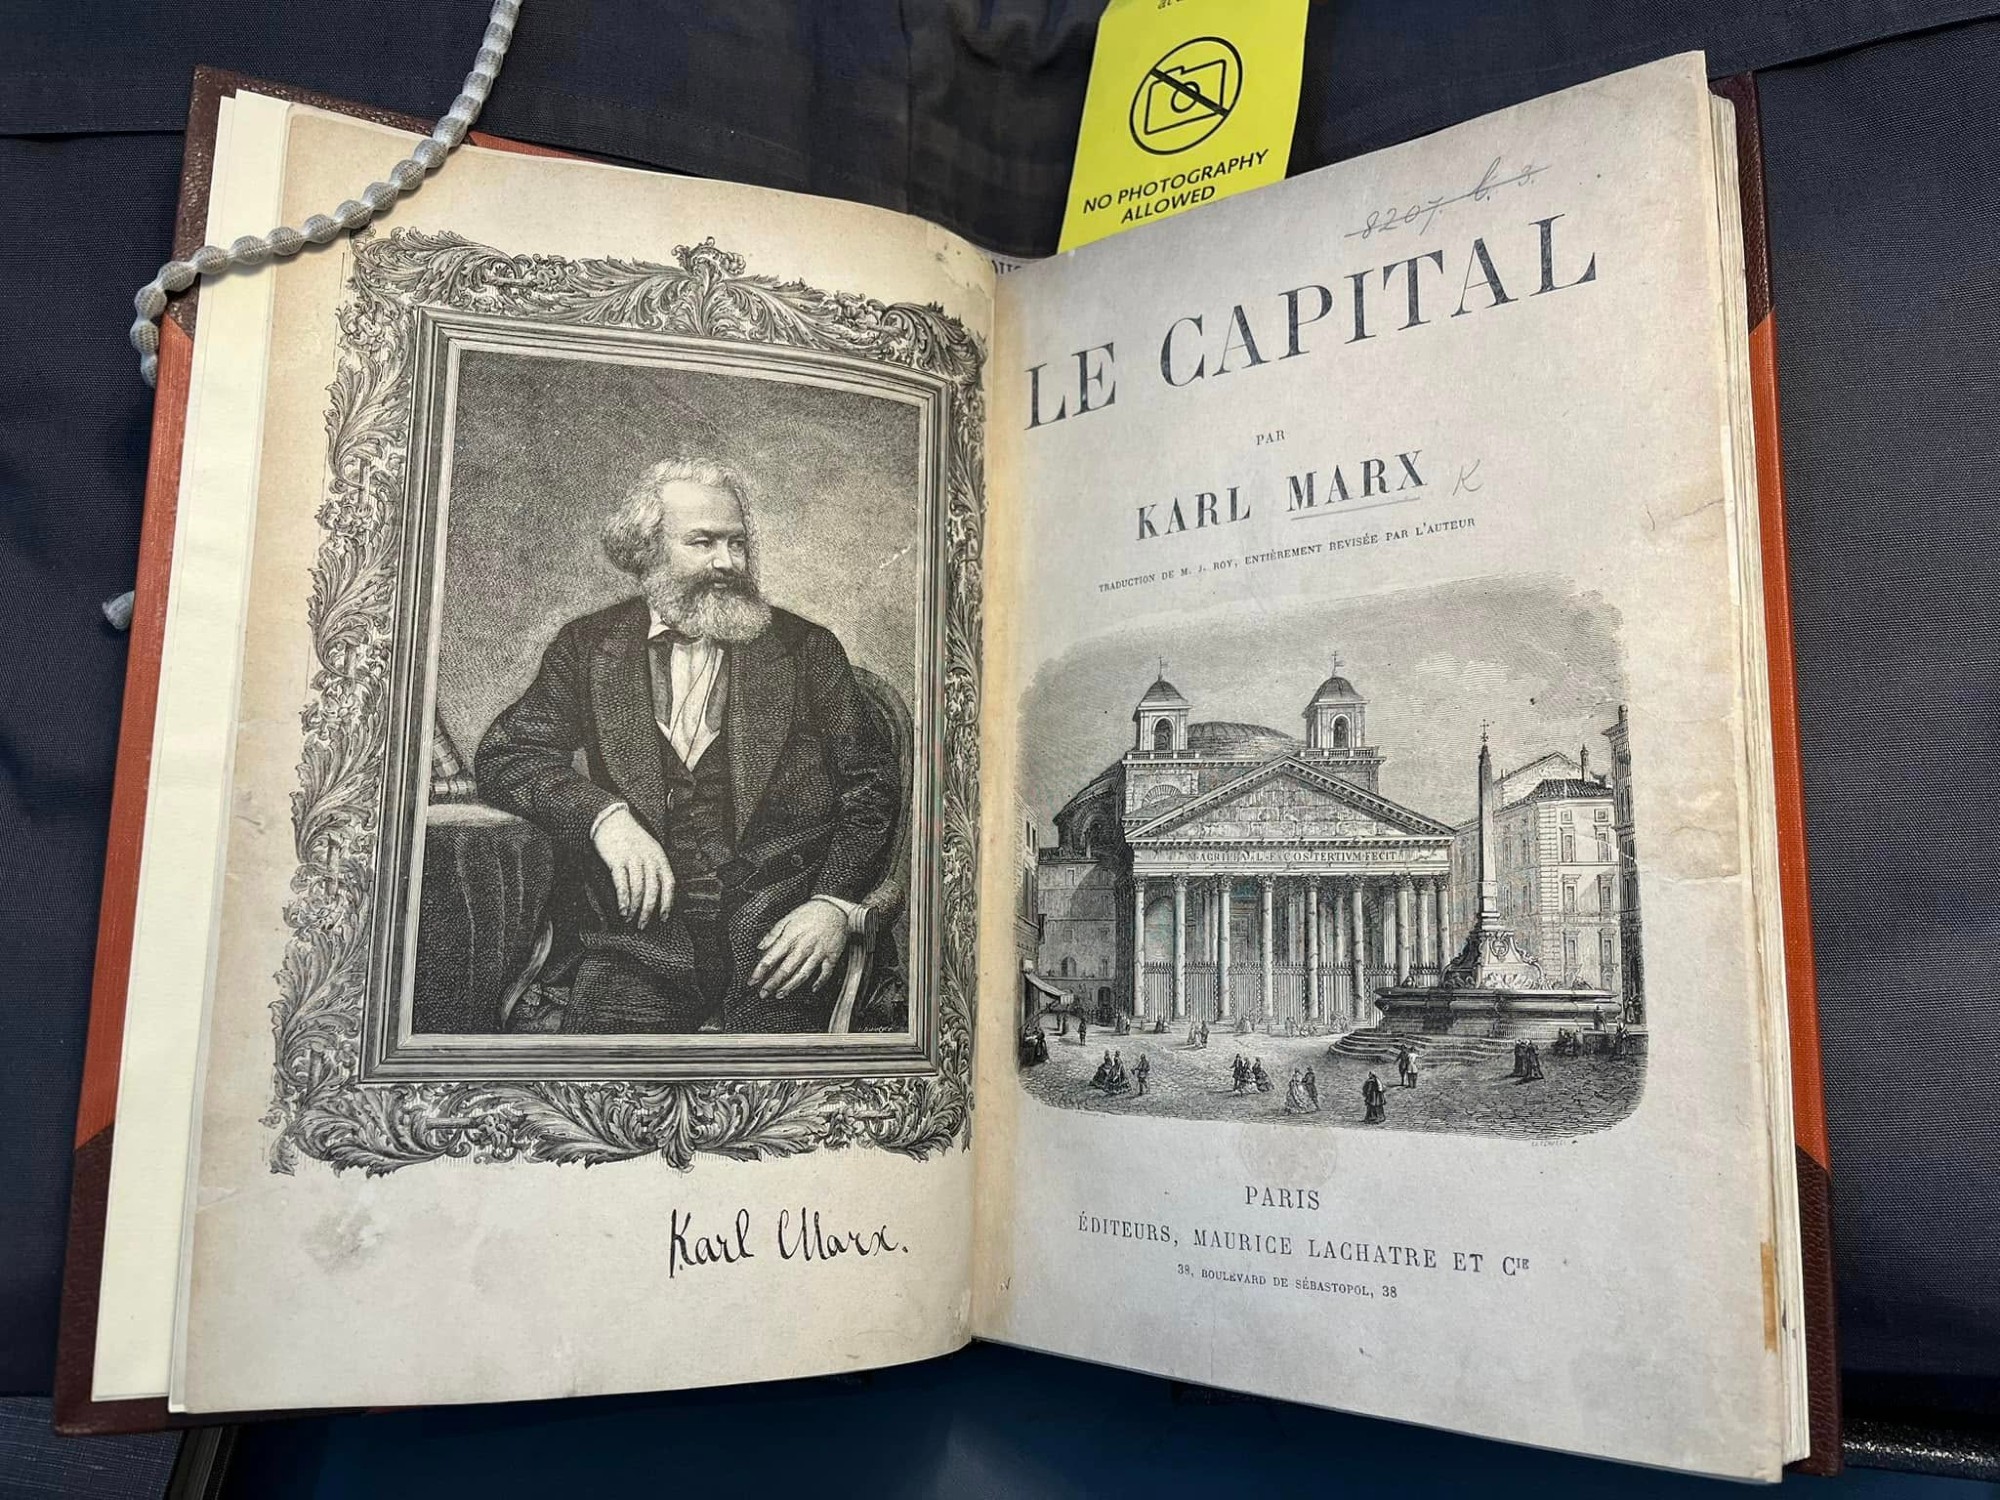 NO PHOTOGRAPHY
ALLOWED
Karl Marx.
8207. b. 3.
LE CAPITAL
PAR
KARL MARX K
TRADUCTION DE M. J. ROY, ENTIÈREMENT REVISÉE PAR L'AUTEUR
COS TERTIVM FECIT
PARIS
ÉDITEURS, MAURICE LACHATRE ET CIE
38, BOULEVARD DE SÉBASTOPOL, 38